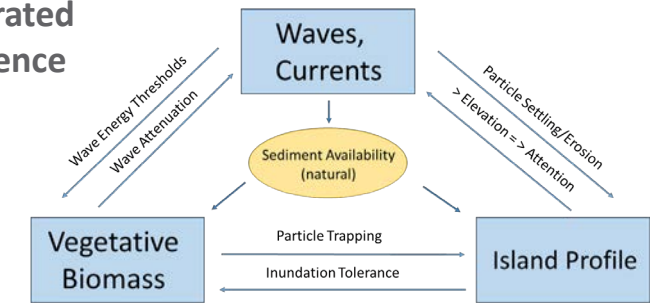 rated
ence
Waves,
Currents
Wave Energy Thresholds
Wave Attenuation
Particle Settling/Erosion
> Elevation = > Attention
Sediment Availability
(natural)
Vegetative
Biomass
Particle Trapping
Inundation Tolerance
Island Profile